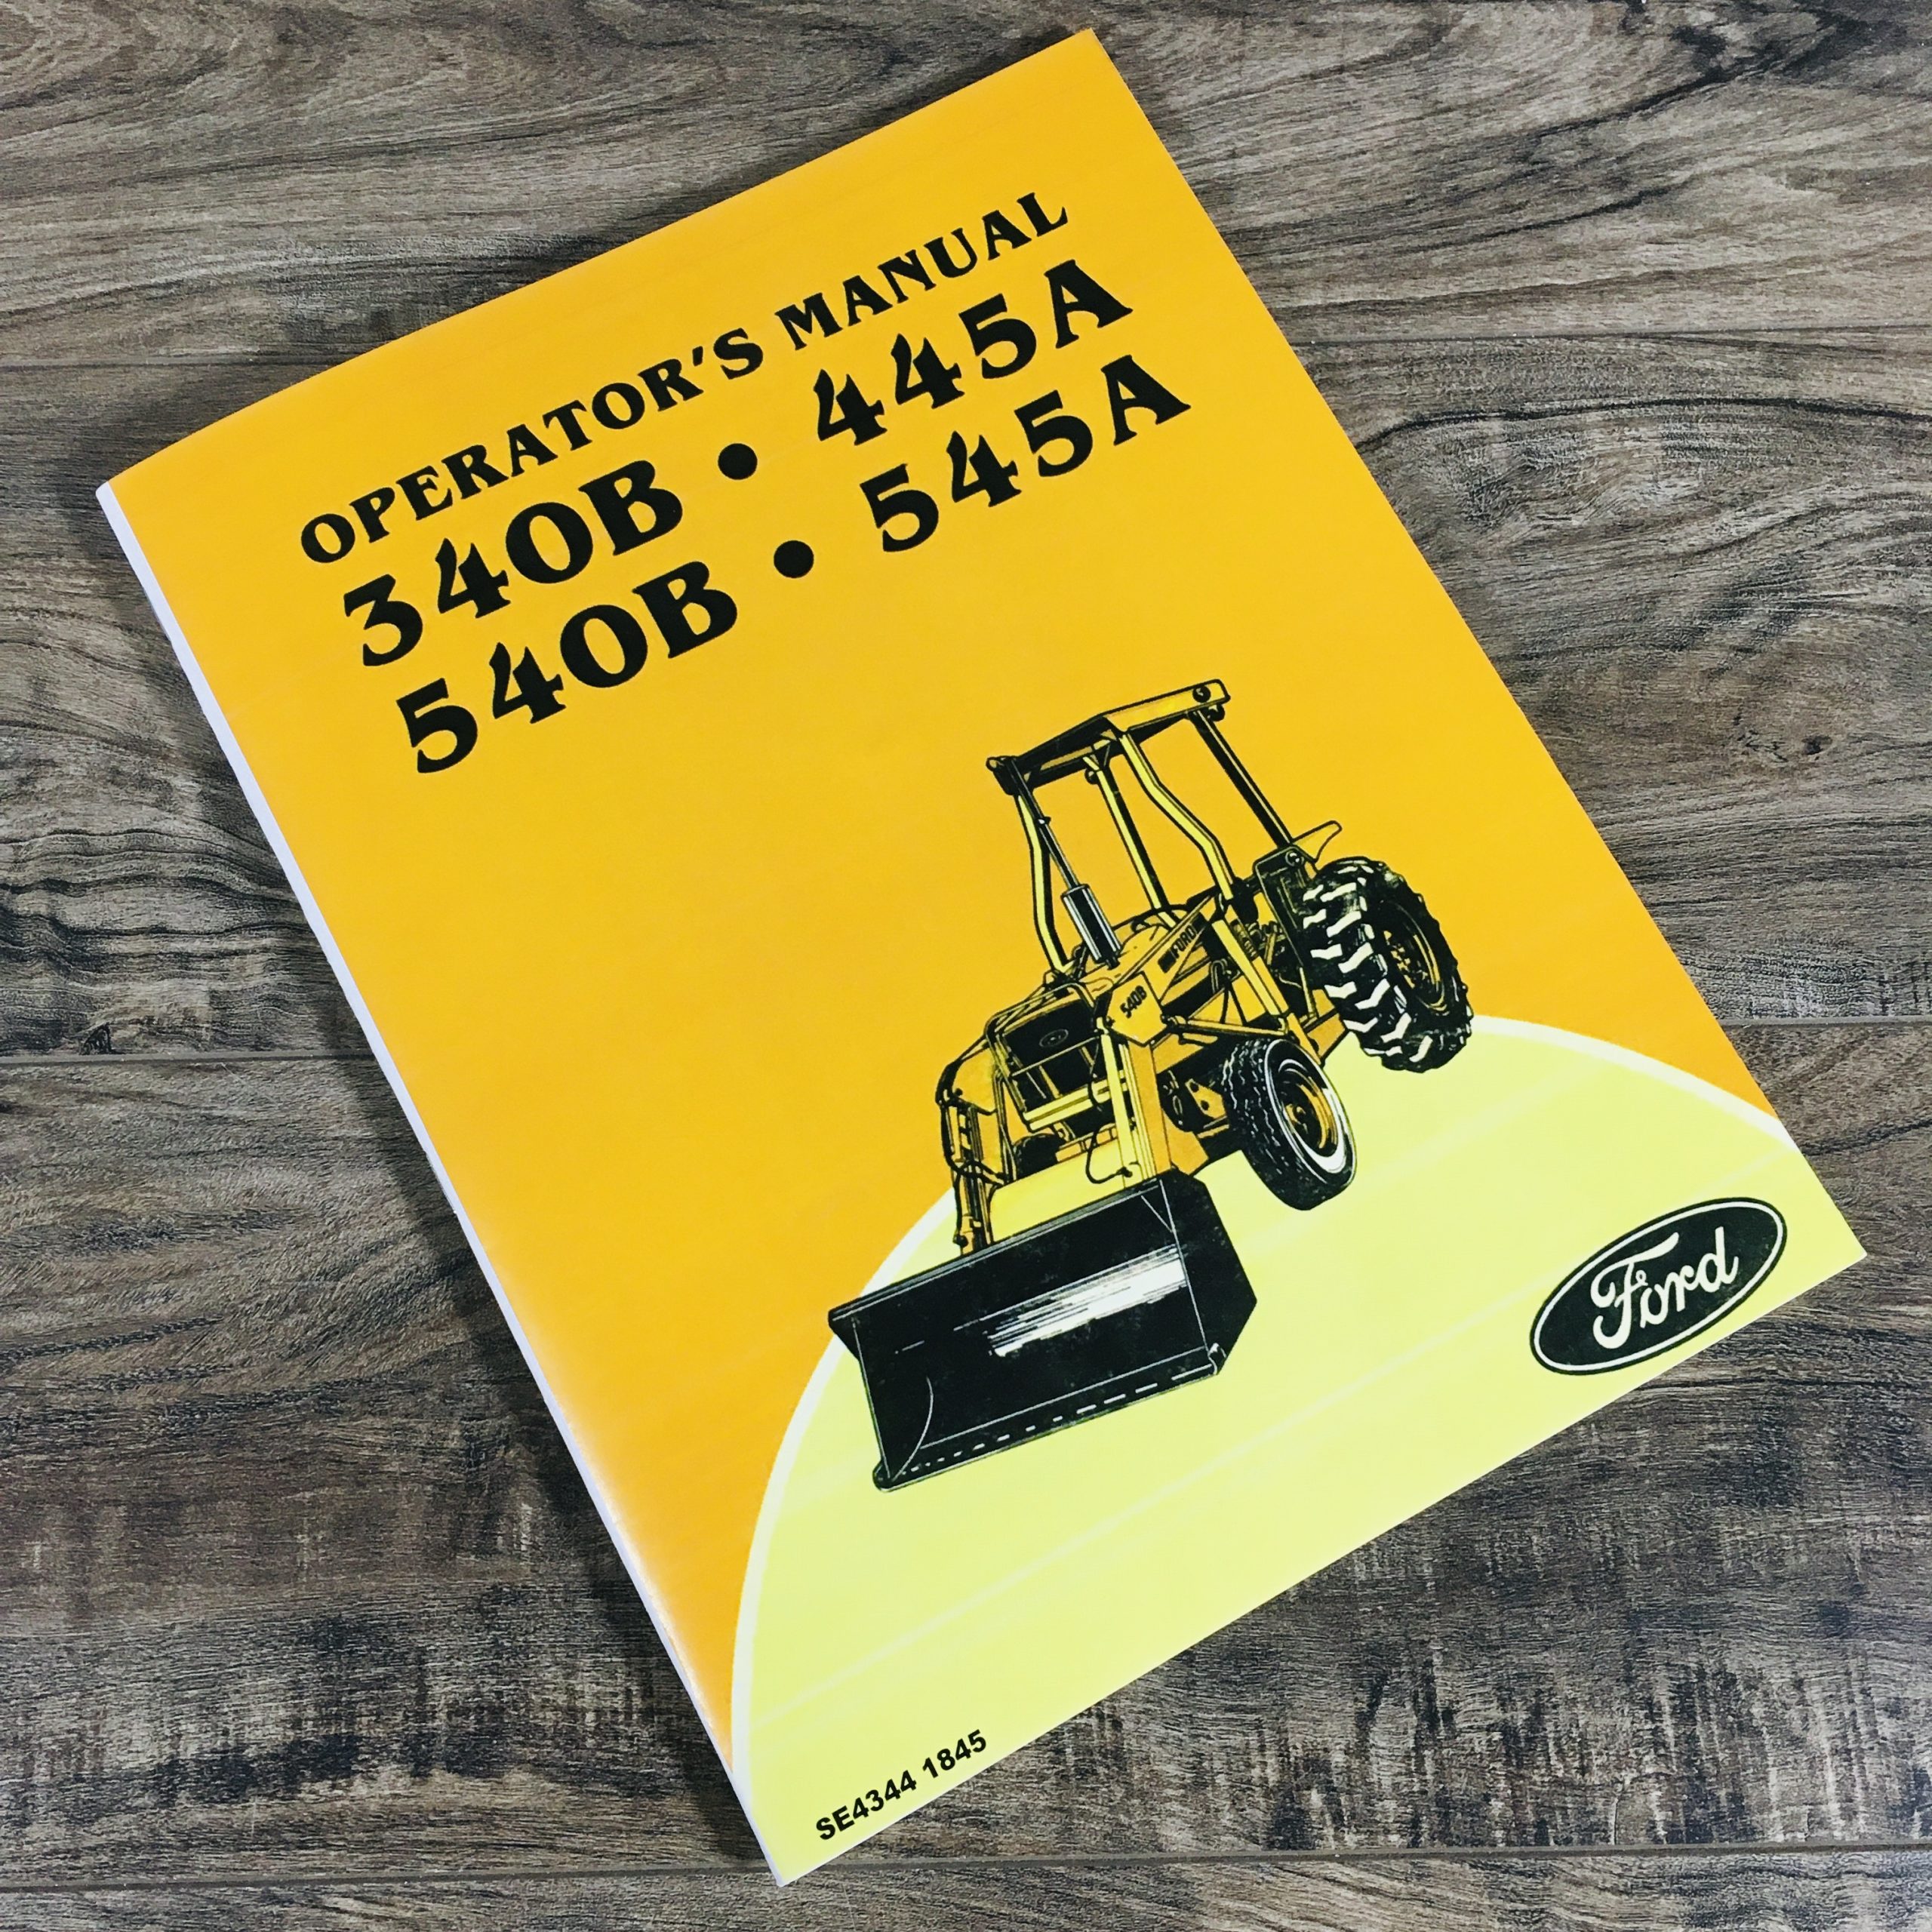 OPERATOR'S MANUAL
340B • 445A
540B • 545A
FORD
540B
Ford
SE4344 1845